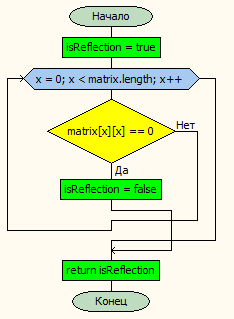 Начало
isReflection = true
x = 0; x < matrix.length; x++
matrix[x][x] == 0
Нет
Да
isReflection = false
return isReflection
Конец